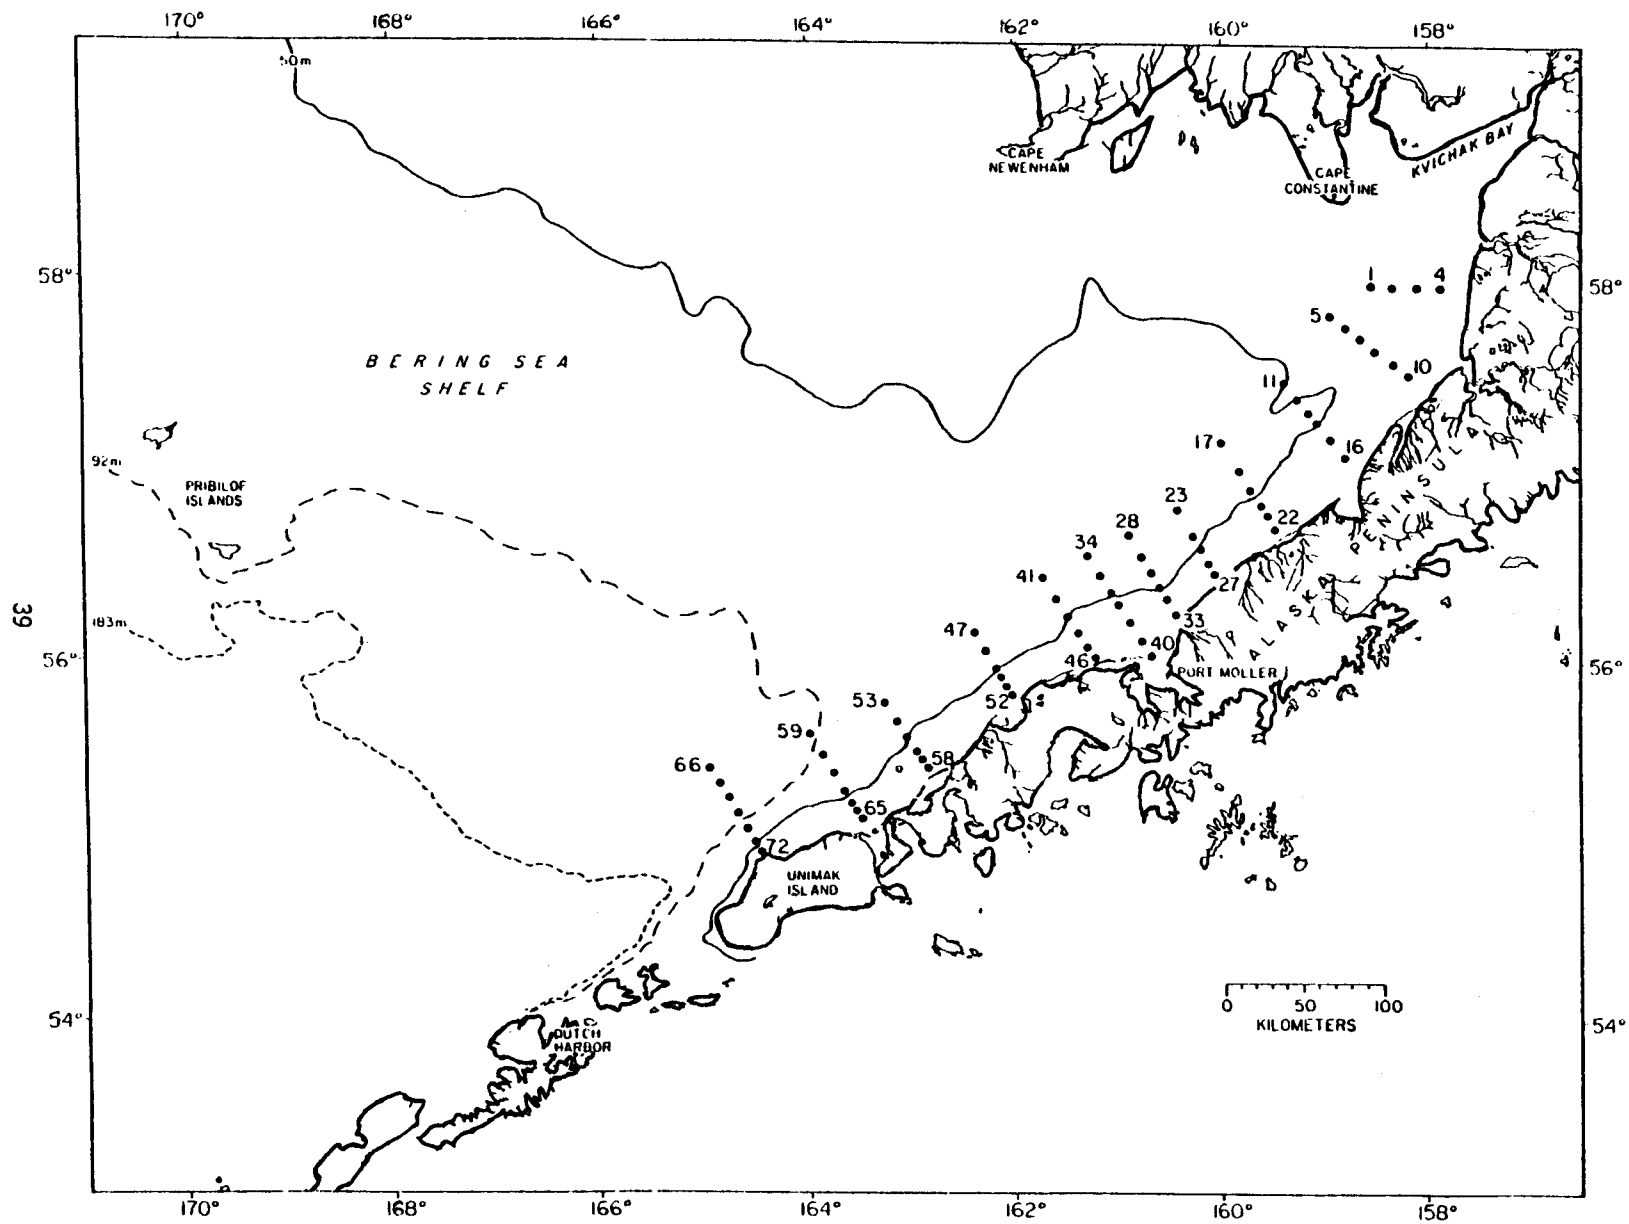 170° 168° 166° 164° 162° 160° 158°
50m
CAPE
NEWENHAM
CAPE
CONSTANTINE
KVICHAK BAY
58°
58°
1 4
5
10
BERING SEA
SHELF
11
16
17
22
92m
PRIBILOF
ISLANDS
23
27
28
33
34
40
41
46
ALASKA PENINSULA
39
183m
56°
56°
PORT MOLLER
47
52
53
58
59
65
66
72
UNIMAK
ISLAND
0 50 100
KILOMETERS
54°
54°
DUTCH
HARBOR
170° 168° 166° 164° 162° 160° 158°